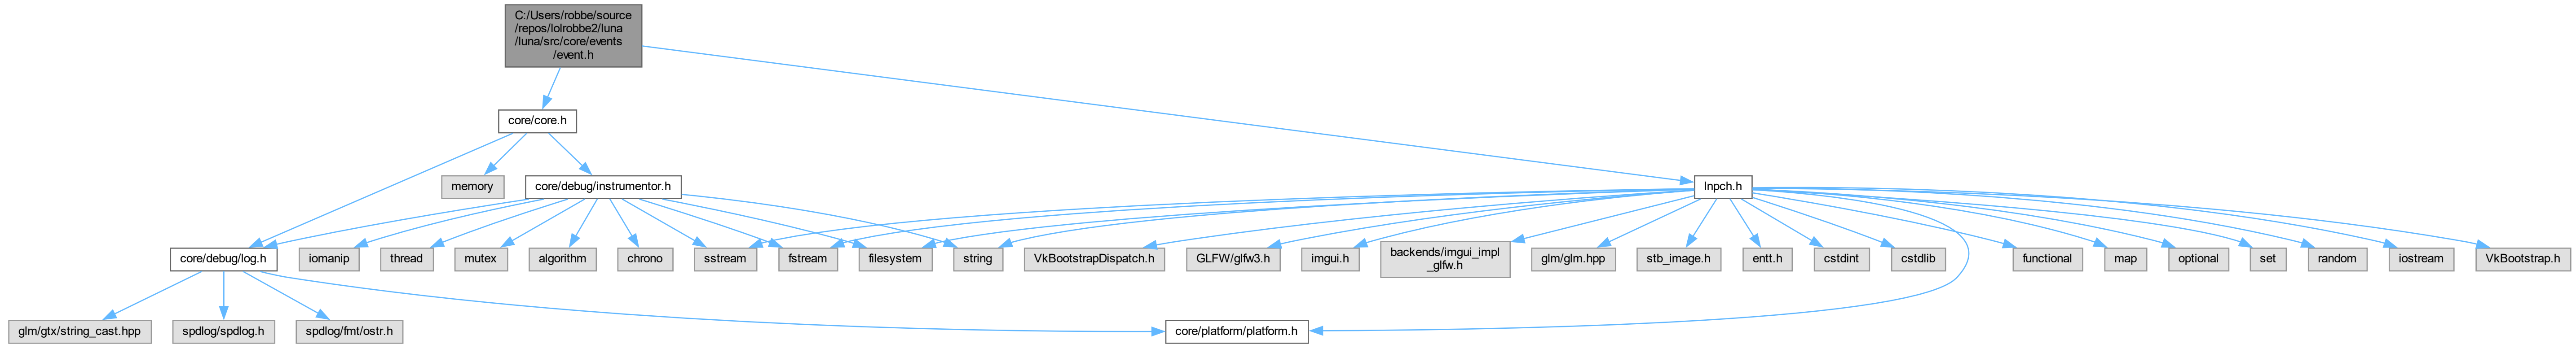 C:/Users/robbe/source
/repos/lolrobbe2/luna
/luna/src/core/events
/event.h
core/core.h
memory
core/debug/instrumentor.h
lnpch.h
core/debug/log.h
iomanip
thread
mutex
algorithm
chrono
sstream
fstream
filesystem
string
VkBootstrapDispatch.h
GLFW/glfw3.h
imgui.h
backends/imgui_impl
_glfw.h
glm/glm.hpp
stb_image.h
entt.h
cstdint
cstdlib
functional
map
optional
set
random
iostream
VkBootstrap.h
glm/gtx/string_cast.hpp
spdlog/spdlog.h
spdlog/fmt/ostr.h
core/platform/platform.h